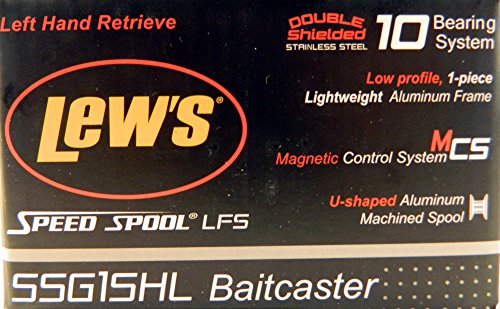 Left Hand Retrieve
LEW'S®
SPEED SPOOL® LFS
DOUBLE
Shielded
STAINLESS STEEL
10
Bearing
System
Low profile, 1-piece
Lightweight Aluminum Frame
Magnetic Control System MCS
U-shaped Aluminum
Machined Spool
SSG1SHL Baitcaster